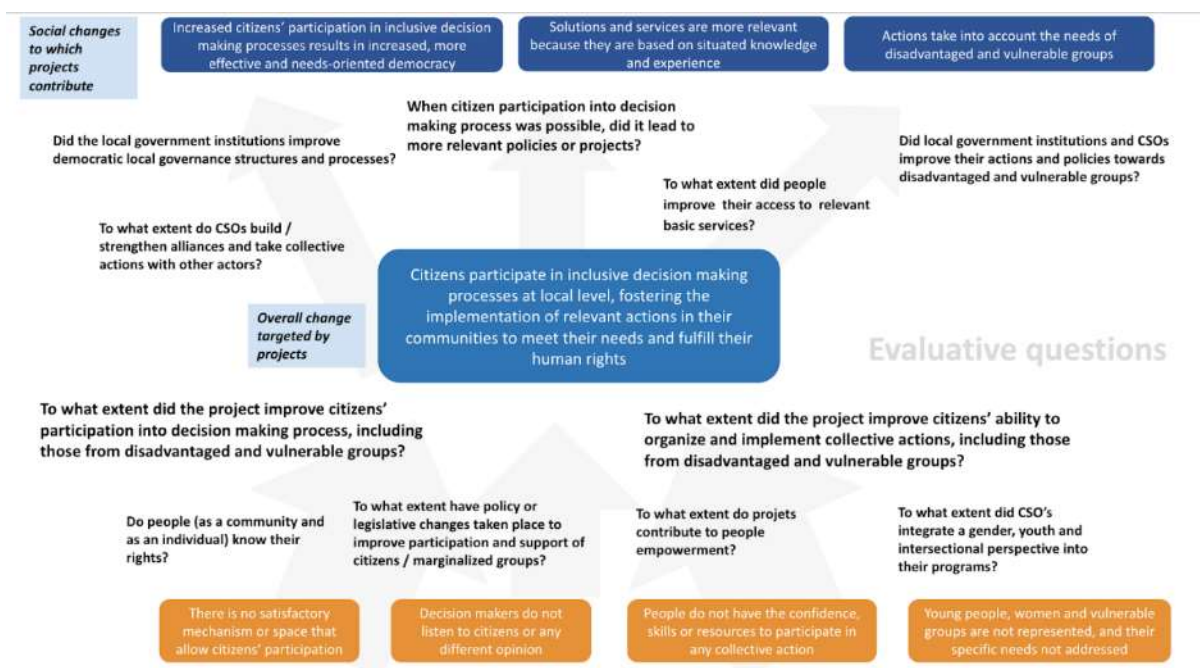 Social changes
to which
projects
contribute
Increased citizens' participation in inclusive decision
making processes results in increased, more
effective and needs-oriented democracy
Solutions and services are more relevant
because they are based on situated knowledge
and experience
Actions take into account the needs of
disadvantaged and vulnerable groups
When citizen participation into decision
making process was possible, did it lead to
more relevant policies or projects?
Did the local government institutions improve
democratic local governance structures and processes?
Did local government institutions and CSOs
improve their actions and policies towards
disadvantaged and vulnerable groups?
To what extent did people
improve their access to relevant
basic services?
To what extent do CSOs build /
strengthen alliances and take collective
actions with other actors?
Citizens participate in inclusive decision making
processes at local level, fostering the
implementation of relevant actions in their
communities to meet their needs and fulfill their
human rights
Overall change
targeted by
projects
Evaluative questions
To what extent did the project improve citizens'
participation into decision making process, including
those from disadvantaged and vulnerable groups?
To what extent did the project improve citizens' ability to
organize and implement collective actions, including those
from disadvantaged and vulnerable groups?
Do people (as a community and
as an individual) know their
rights?
To what extent have policy or
legislative changes taken place to
improve participation and support of
citizens / marginalized groups?
To what extent do projets
contribute to people
empowerment?
To what extent did CSO's
integrate a gender, youth and
intersectional perspective into
their programs?
There is no satisfactory
mechanism or space that
allow citizens' participation
Decision makers do not
listen to citizens or any
different opinion
People do not have the confidence,
skills or resources to participate in
any collective action
Young people, women and vulnerable
groups are not represented, and their
specific needs not addressed